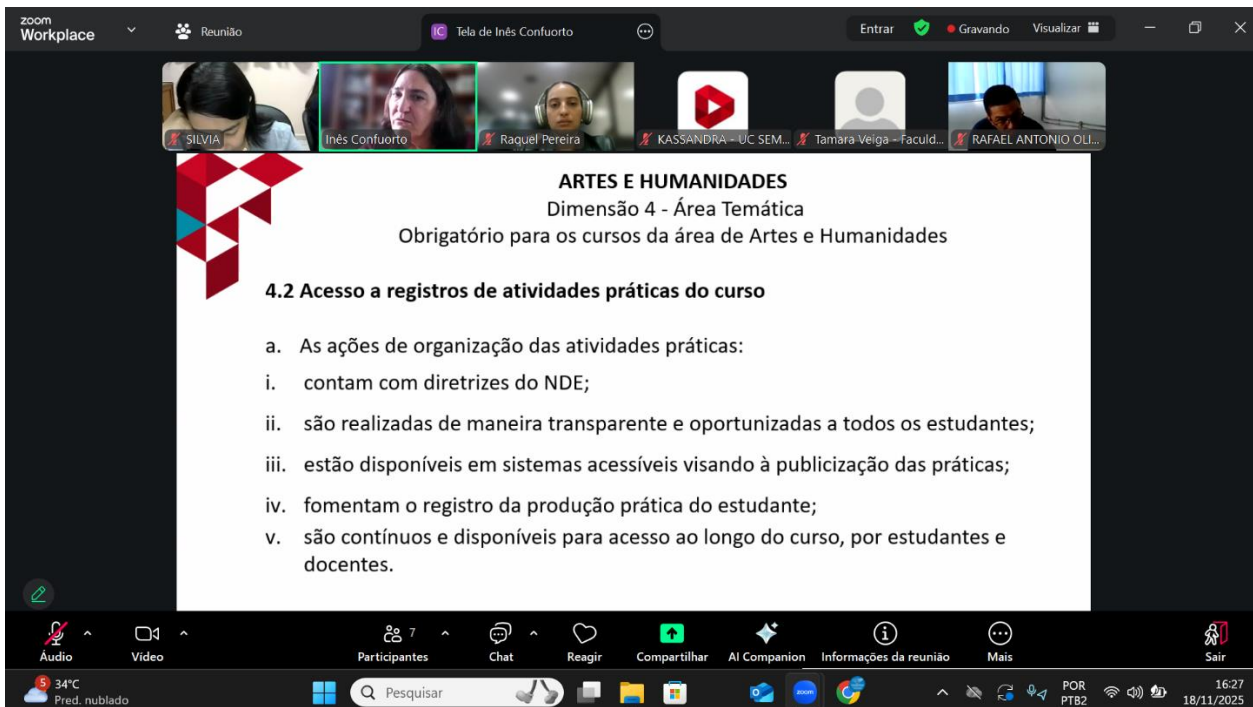 zoom
Workplace
Reunião
IC Tela de Inês Confuorto
Entrar
Gravando
Visualizar
SILVIA
Inês Confuorto
Raquel Pereira
KASSANDRA - UC SEM...
Tamara Veiga - Faculd...
RAFAEL ANTONIO OLI...
ARTES E HUMANIDADES
Dimensão 4 - Área Temática
Obrigatório para os cursos da área de Artes e Humanidades
4.2 Acesso a registros de atividades práticas do curso
a. As ações de organização das atividades práticas:
i. contam com diretrizes do NDE;
ii. são realizadas de maneira transparente e oportunizadas a todos os estudantes;
iii. estão disponíveis em sistemas acessíveis visando à publicização das práticas;
iv. fomentam o registro da produção prática do estudante;
v. são contínuos e disponíveis para acesso ao longo do curso, por estudantes e
docentes.
Áudio
Vídeo
7
Participantes
Chat
Reagir
Compartilhar
AI Companion
Informações da reunião
Mais
Sair
5
34°C
Pred. nublado
Pesquisar
zoom
POR
PTB2
16:27
18/11/2025